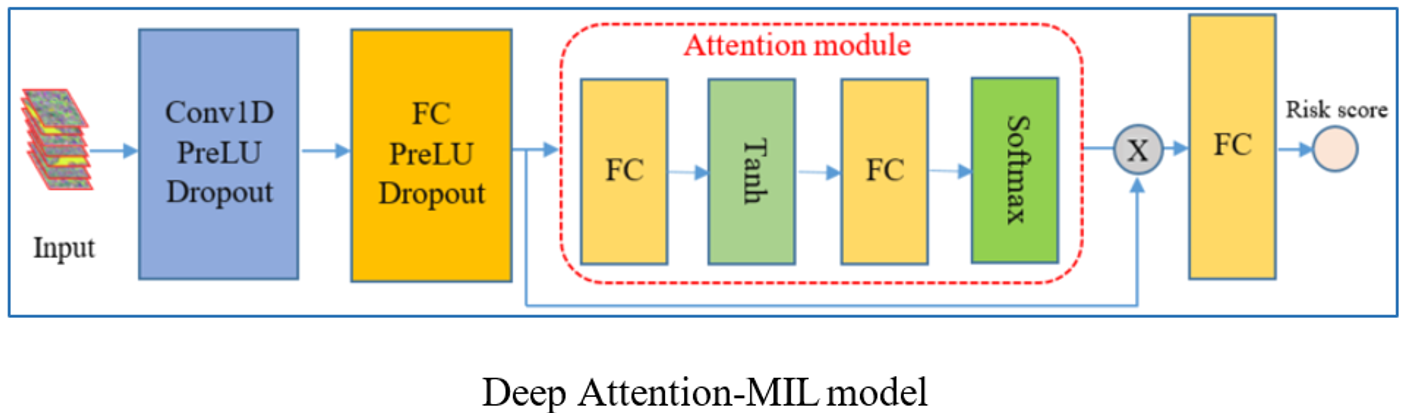 Attention module
Input
Conv1D
PreLU
Dropout
FC
PreLU
Dropout
FC
Tanh
FC
Softmax
X
FC
Risk score
Deep Attention-MIL model